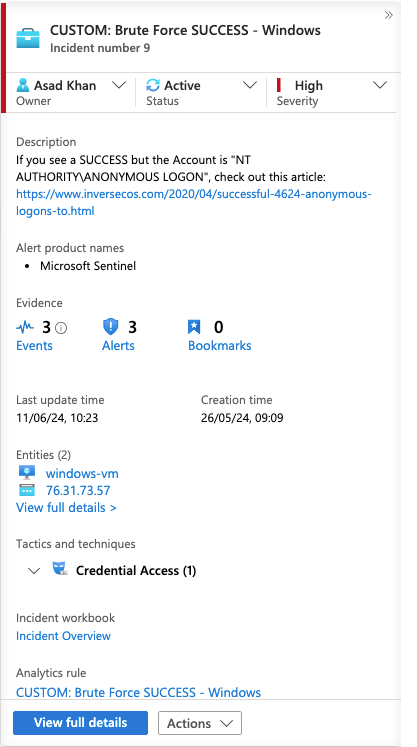 CUSTOM: Brute Force SUCCESS - Windows
Incident number 9
Asad Khan
Owner
Active
Status
High
Severity
Description
If you see a SUCCESS but the Account is "NT
AUTHORITY\ANONYMOUS LOGON", check out this article:
https://www.inversecos.com/2020/04/successful-4624-anonymous-
logons-to.html
Alert product names
• Microsoft Sentinel
Evidence
3 Events
3 Alerts
0 Bookmarks
Last update time
11/06/24, 10:23
Creation time
26/05/24, 09:09
Entities (2)
windows-vm
76.31.73.57
View full details >
Tactics and techniques
Credential Access (1)
Incident workbook
Incident Overview
Analytics rule
CUSTOM: Brute Force SUCCESS - Windows
View full details
Actions